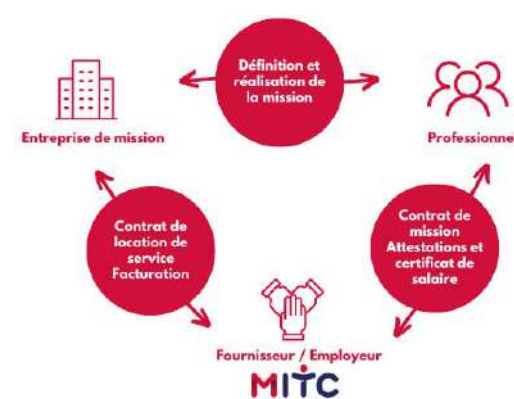 Définition et
réalisation de
la mission
Entreprise de mission
Professionne
Contrat de
location de
service
Facturation
Contrat de
mission
Attestations et
certificat de
salaire
Fournisseur / Employeur
MITC